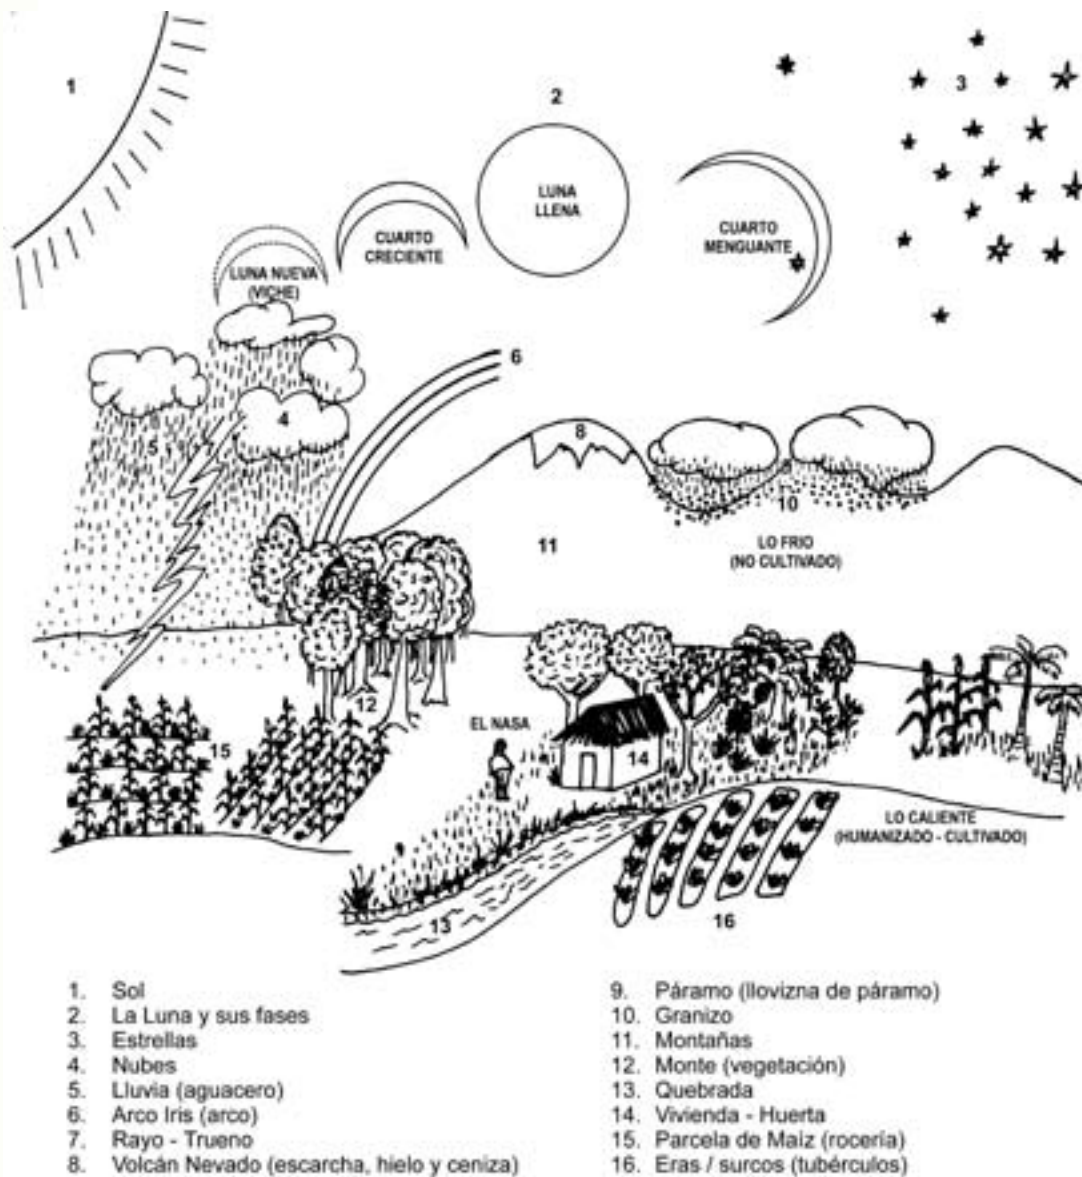 1
2
3
LUNA
LLENA
CUARTO
CRECIENTE
CUARTO
MENGUANTE
LUNA NUEVA
(VICHE)
6
4
5
8
9
10
11
LO FRIO
(NO CULTIVADO)
12
EL NASA
15
14
LO CALIENTE
(HUMANIZADO - CULTIVADO)
13
16
1. Sol
2. La Luna y sus fases
3. Estrellas
4. Nubes
5. Lluvia (aguacero)
6. Arco Iris (arco)
7. Rayo - Trueno
8. Volcán Nevado (escarcha, hielo y ceniza)
9. Páramo (llovizna de páramo)
10. Granizo
11. Montañas
12. Monte (vegetación)
13. Quebrada
14. Vivienda - Huerta
15. Parcela de Maíz (rocería)
16. Eras / surcos (tubérculos)